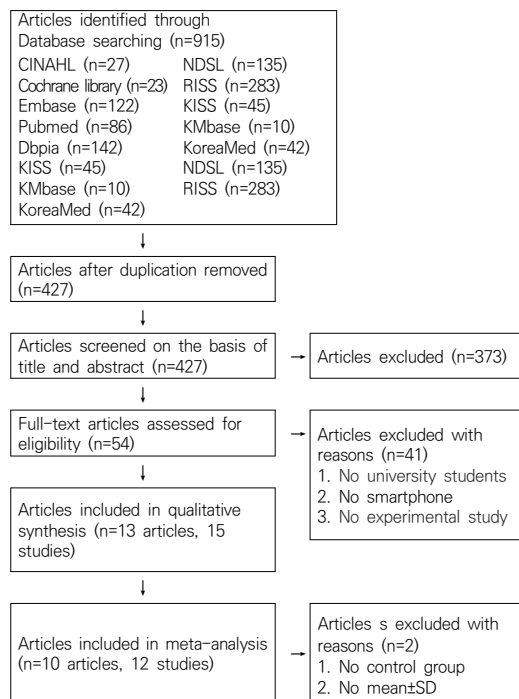 Articles identified through
Database searching (n=915)
CINAHL (n=27) NDSL (n=135)
Cochrane library (n=23) RISS (n=283)
Embase (n=122) KISS (n=45)
Pubmed (n=86) KMbase (n=10)
Dbpia (n=142) KoreaMed (n=42)
KISS (n=45) NDSL (n=135)
KMbase (n=10) RISS (n=283)
KoreaMed (n=42)
Articles after duplication removed
(n=427)
Articles screened on the basis of
title and abstract (n=427)
Articles excluded (n=373)
Full-text articles assessed for
eligibility (n=54)
Articles excluded with
reasons (n=41)
1. No university students
2. No smartphone
3. No experimental study
Articles included in qualitative
synthesis (n=13 articles, 15
studies)
Articles included in meta-analysis
(n=10 articles, 12 studies)
Articles s excluded with
reasons (n=2)
1. No control group
2. No mean±SD